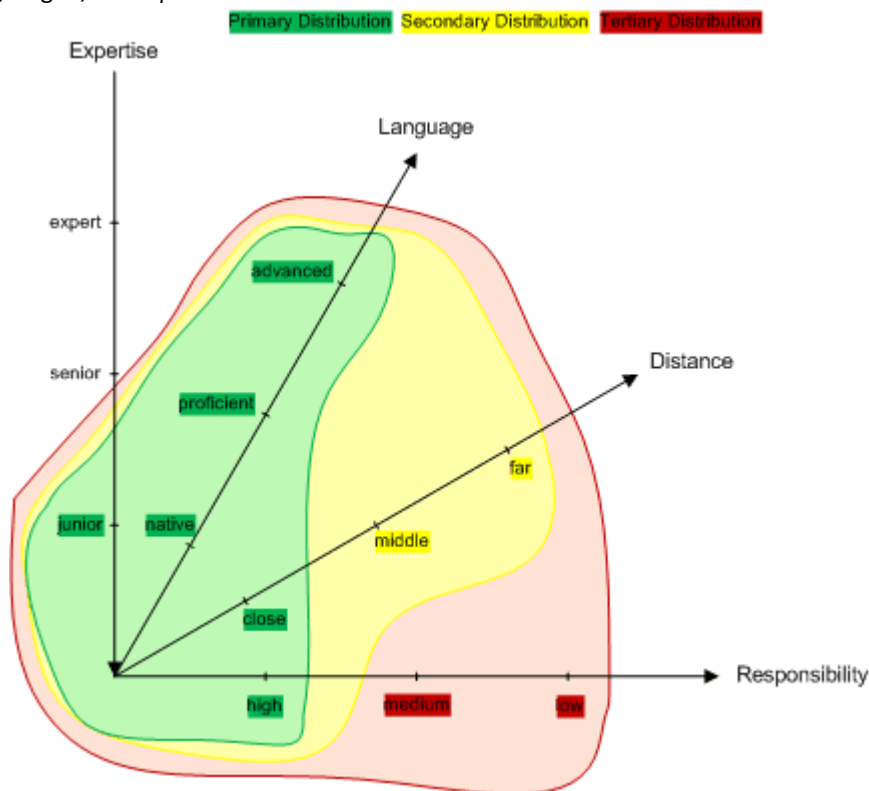 Primary Distribution Secondary Distribution Tertiary Distribution
Expertise
Language
expert
advanced
Distance
senior
proficient
far
junior native
middle
close
Responsibility
high medium low